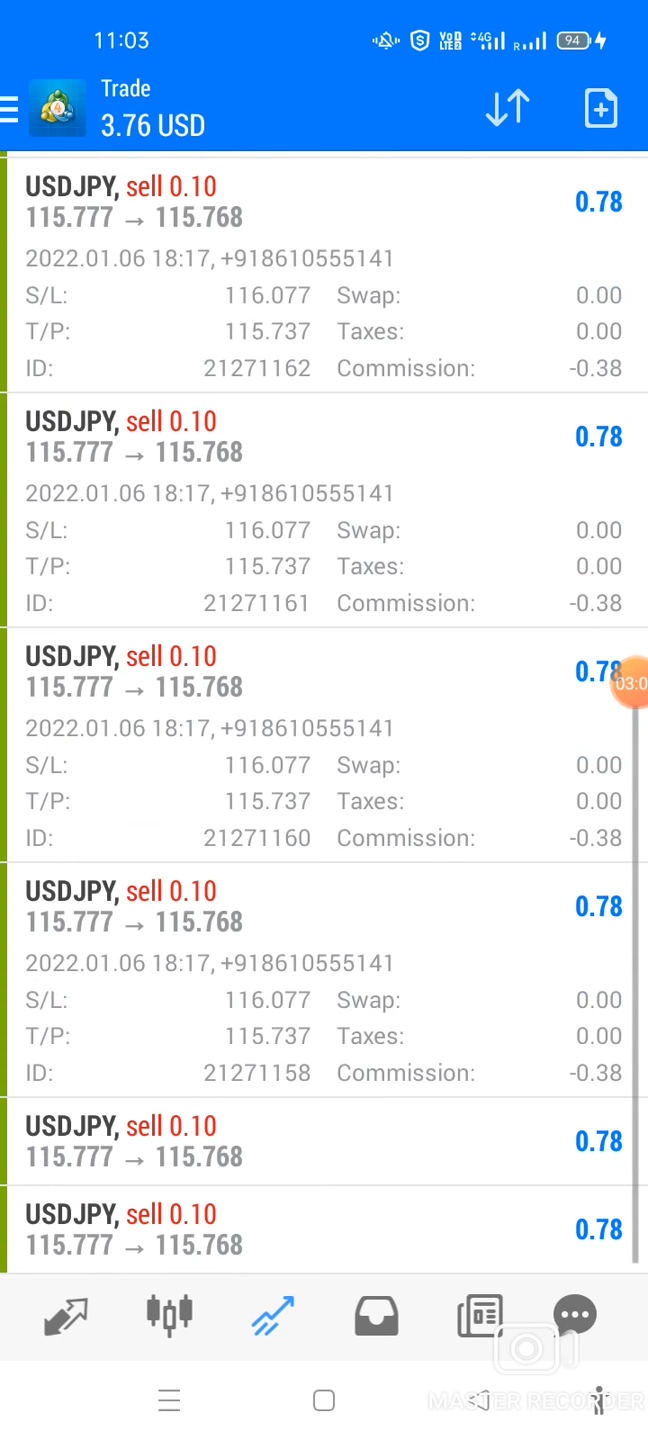 11:03
VoD LTE2 4G R 94
Trade
3.76 USD
USDJPY, sell 0.10
115.777 → 115.768
0.78
2022.01.06 18:17, +918610555141
S/L: 116.077 Swap: 0.00
T/P: 115.737 Taxes: 0.00
ID: 21271162 Commission: -0.38
USDJPY, sell 0.10
115.777 → 115.768
0.78
2022.01.06 18:17, +918610555141
S/L: 116.077 Swap: 0.00
T/P: 115.737 Taxes: 0.00
ID: 21271161 Commission: -0.38
USDJPY, sell 0.10
115.777 → 115.768
0.78
03:0
2022.01.06 18:17, +918610555141
S/L: 116.077 Swap: 0.00
T/P: 115.737 Taxes: 0.00
ID: 21271160 Commission: -0.38
USDJPY, sell 0.10
115.777 → 115.768
0.78
2022.01.06 18:17, +918610555141
S/L: 116.077 Swap: 0.00
T/P: 115.737 Taxes: 0.00
ID: 21271158 Commission: -0.38
USDJPY, sell 0.10
115.777 → 115.768
0.78
USDJPY, sell 0.10
115.777 → 115.768
0.78
MASTER RECORDER